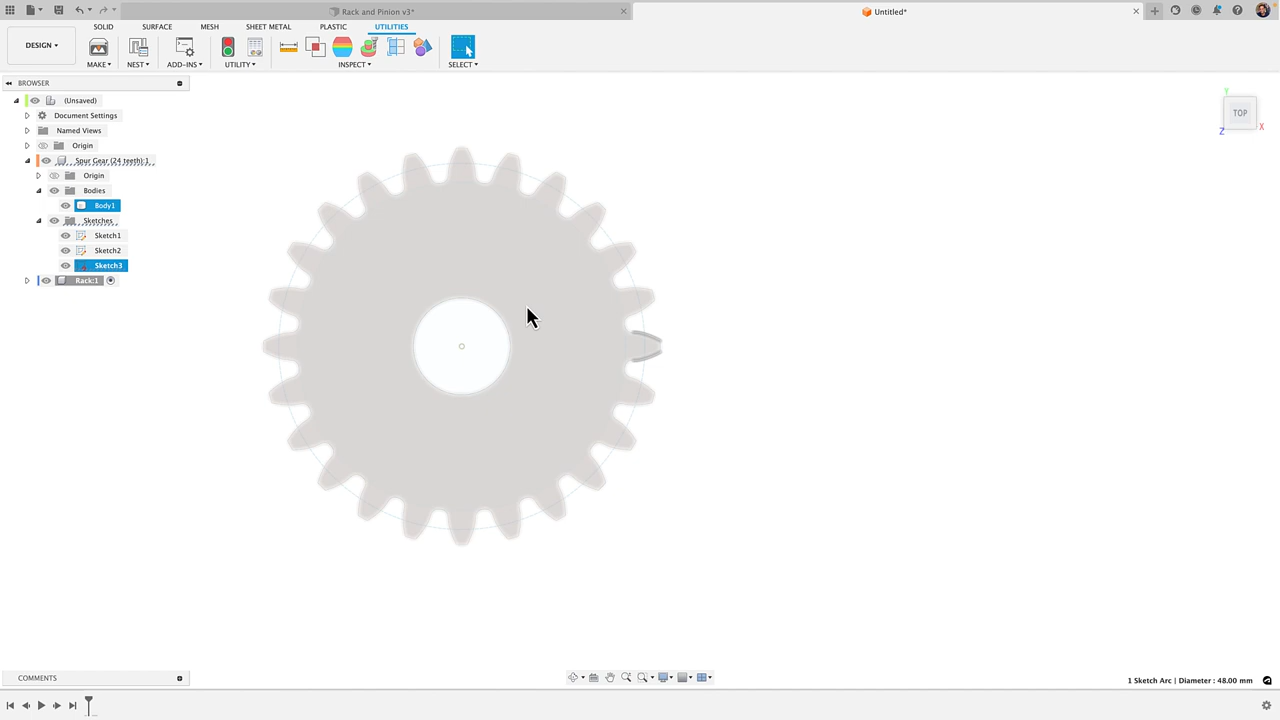 Rack and Pinion v3*
Untitled*
SOLID SURFACE MESH SHEET METAL PLASTIC UTILITIES
DESIGN
MAKE NEST ADD-INS UTILITY INSPECT SELECT
BROWSER
(Unsaved)
Document Settings
Named Views
Origin
Spur Gear (24 teeth):1
Origin
Bodies
Body1
Sketches
Sketch1
Sketch2
Sketch3
Rack:1
Y
TOP
Z
X
COMMENTS
1 Sketch Arc | Diameter : 48.00 mm